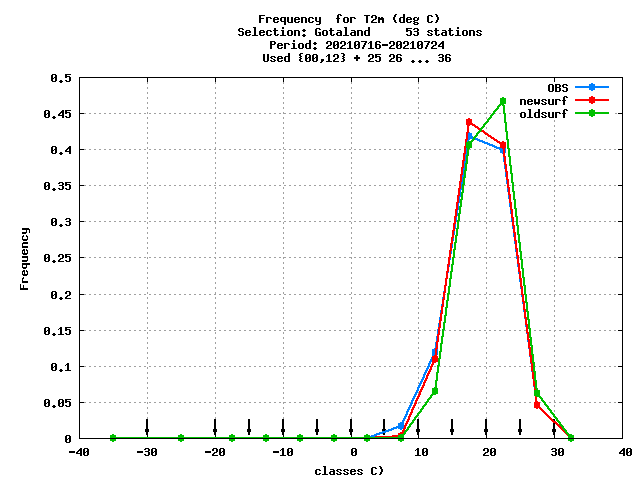 Frequency  for T2m (deg C)
Selection: Gotaland     53 stations
Period: 20210716-20210724
Used {00,12} + 25 26 ... 36
OBS
newsurf
oldsurf
0.5
0.45
0.4
0.35
0.3
0.25
0.2
0.15
0.1
0.05
0
Frequency
-40 -30 -20 -10 0 10 20 30 40
classes C)